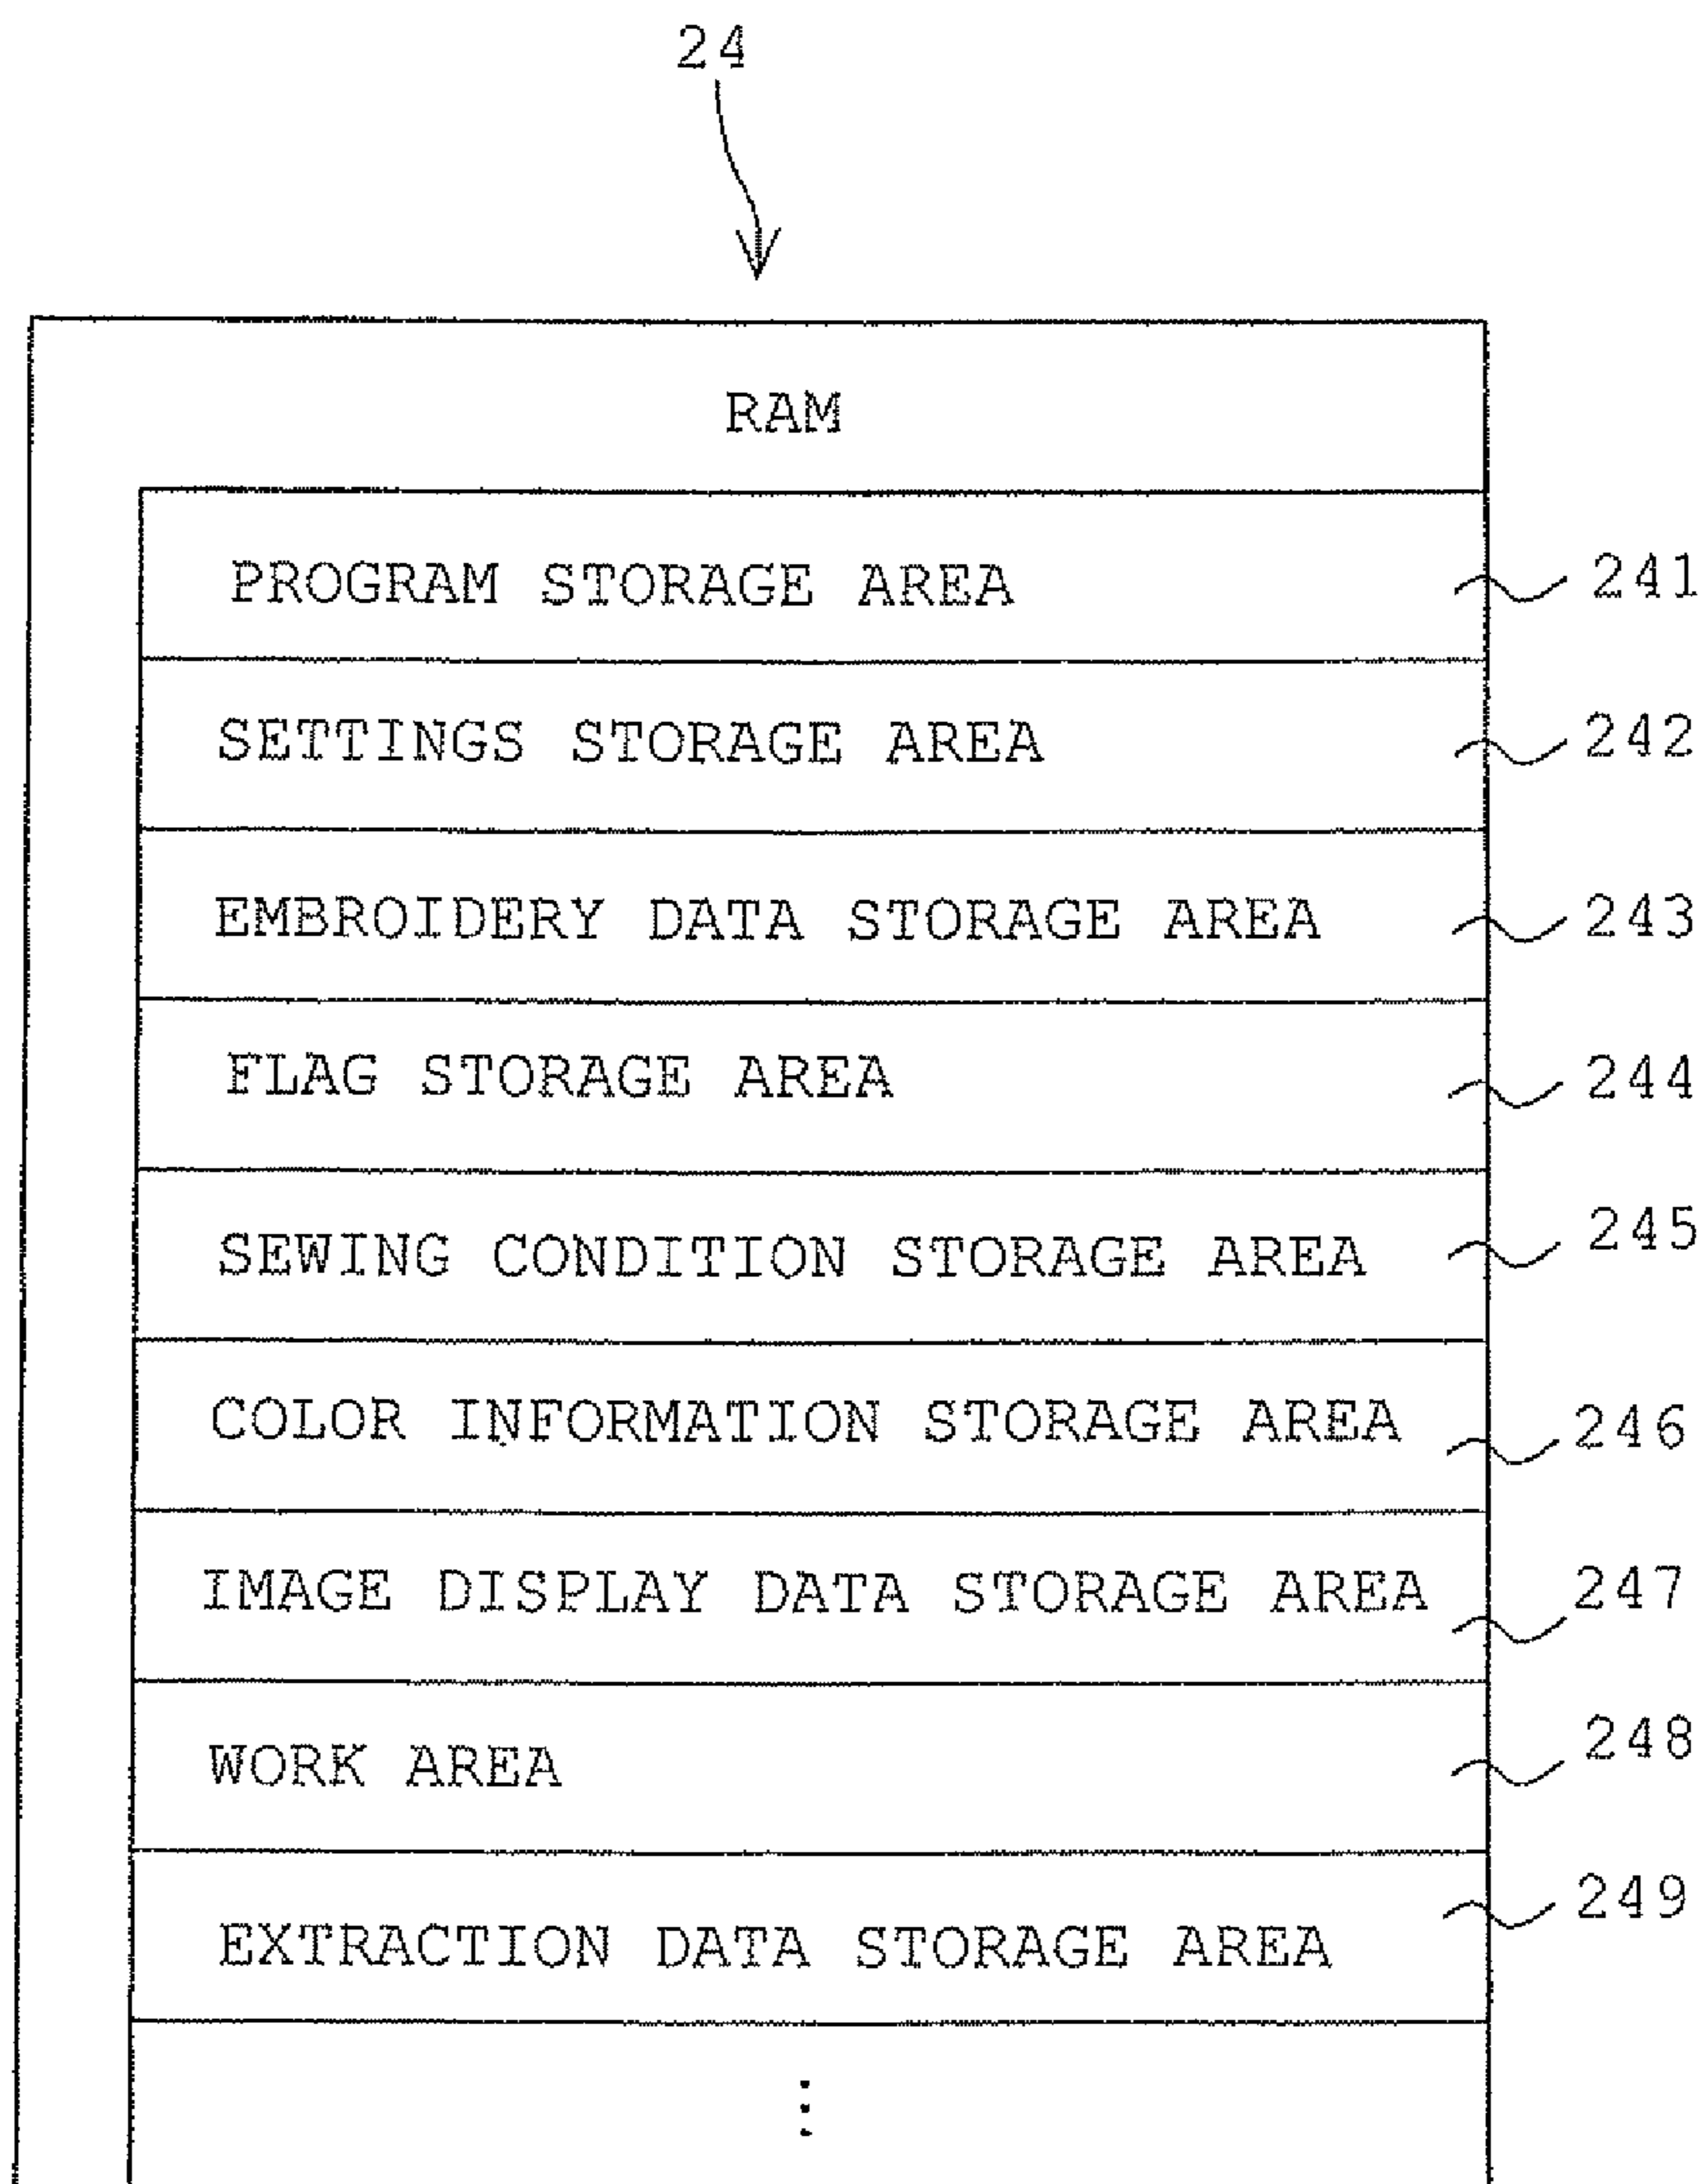 24
RAM
PROGRAM STORAGE AREA 241
SETTINGS STORAGE AREA 242
EMBROIDERY DATA STORAGE AREA 243
FLAG STORAGE AREA 244
SEWING CONDITION STORAGE AREA 245
COLOR INFORMATION STORAGE AREA 246
IMAGE DISPLAY DATA STORAGE AREA 247
WORK AREA 248
EXTRACTION DATA STORAGE AREA 249
⋮